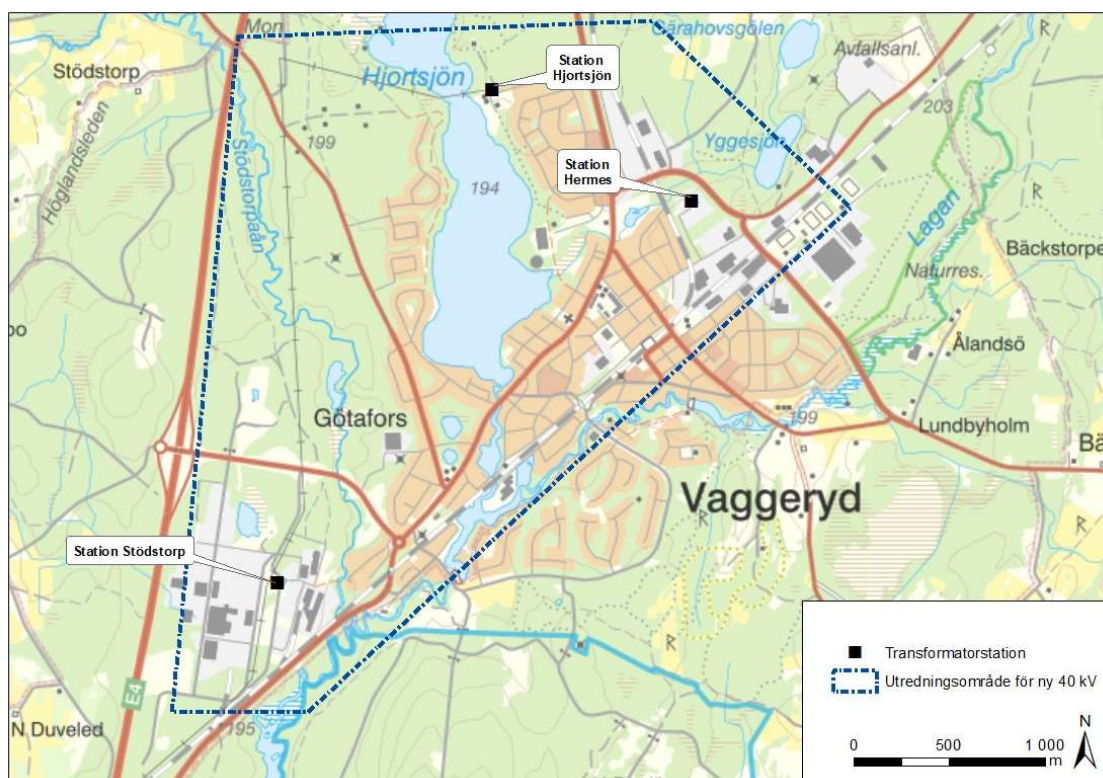 Mon
Gärahovsgölen
Stödstorp
Hjortsjön
Station
Hjortsjön
Avfallsanl.
203
Höglandsleden
199
Stödstorpaån
Yggesjön
Station
Hermes
194
Lagan
Bäckstorpe
Naturres.
Ålandsö
Götafors
199
Lundbyholm
Bä
Vaggeryd
Station Stödstorp
E4
N Duveled
195
Transformatorstation
Utredningsområde för ny 40 kV
N
0 500 1 000
m
R
R
R
R
R
R